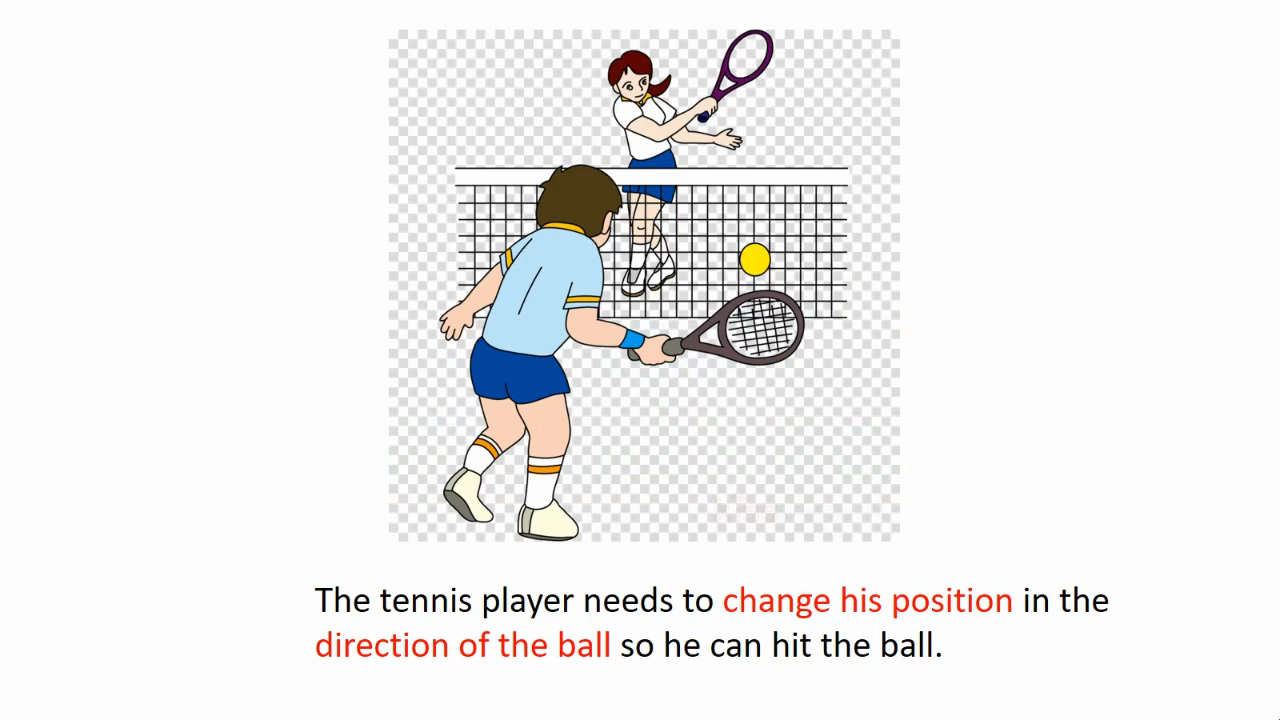 The tennis player needs to change his position in the
direction of the ball so he can hit the ball.